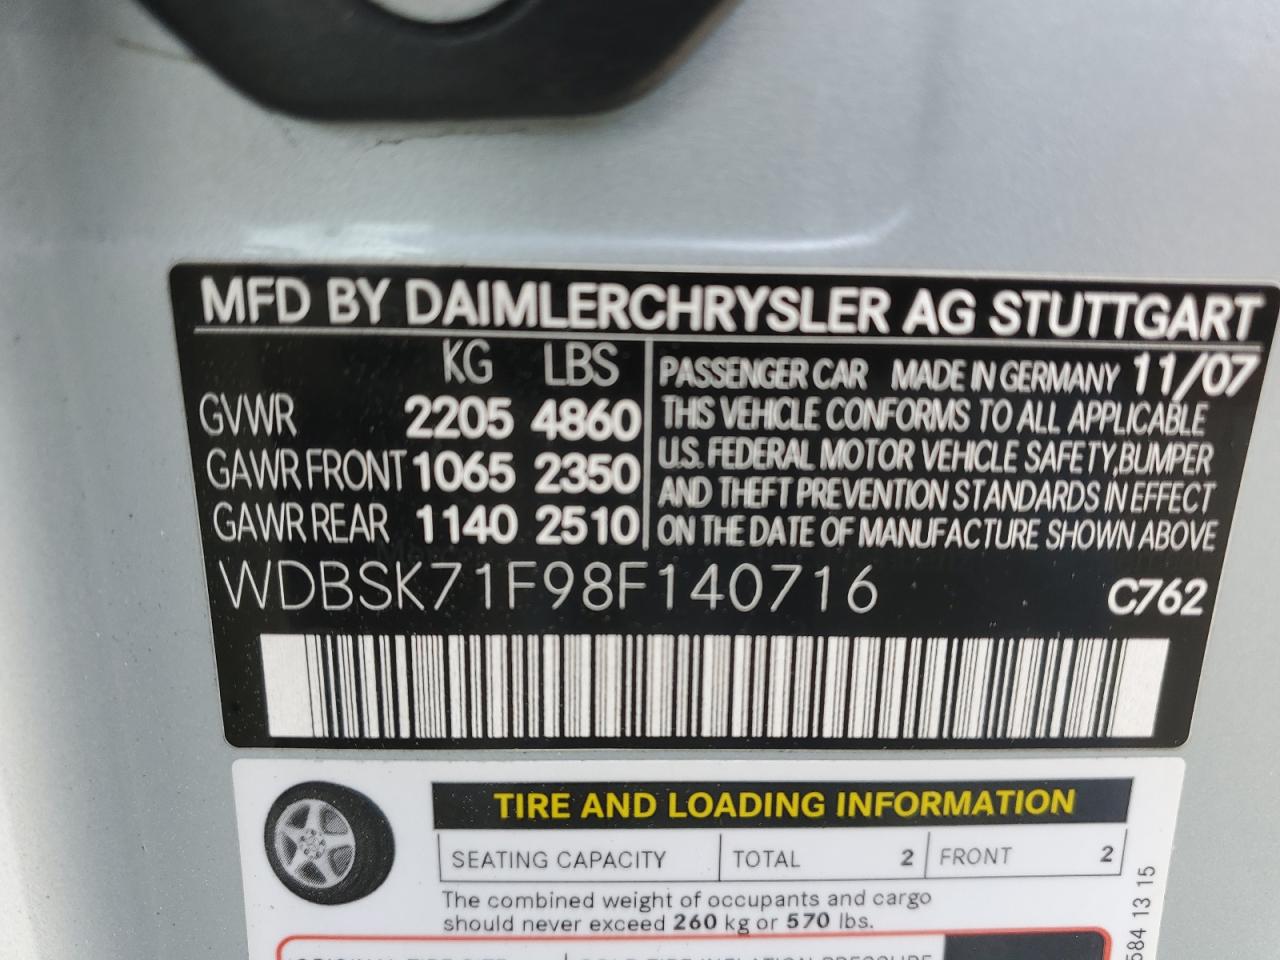 MFD BY DAIMLERCHRYSLER AG STUTTGART
KG LBS
GVWR 2205 4860
GAWR FRONT 1065 2350
GAWR REAR 1140 2510
PASSENGER CAR MADE IN GERMANY 11/07
THIS VEHICLE CONFORMS TO ALL APPLICABLE
U.S. FEDERAL MOTOR VEHICLE SAFETY, BUMPER
AND THEFT PREVENTION STANDARDS IN EFFECT
ON THE DATE OF MANUFACTURE SHOWN ABOVE
WDBSK71F98F140716 C762
TIRE AND LOADING INFORMATION
SEATING CAPACITY TOTAL 2 FRONT 2
The combined weight of occupants and cargo
should never exceed 260 kg or 570 lbs.
584 13 15